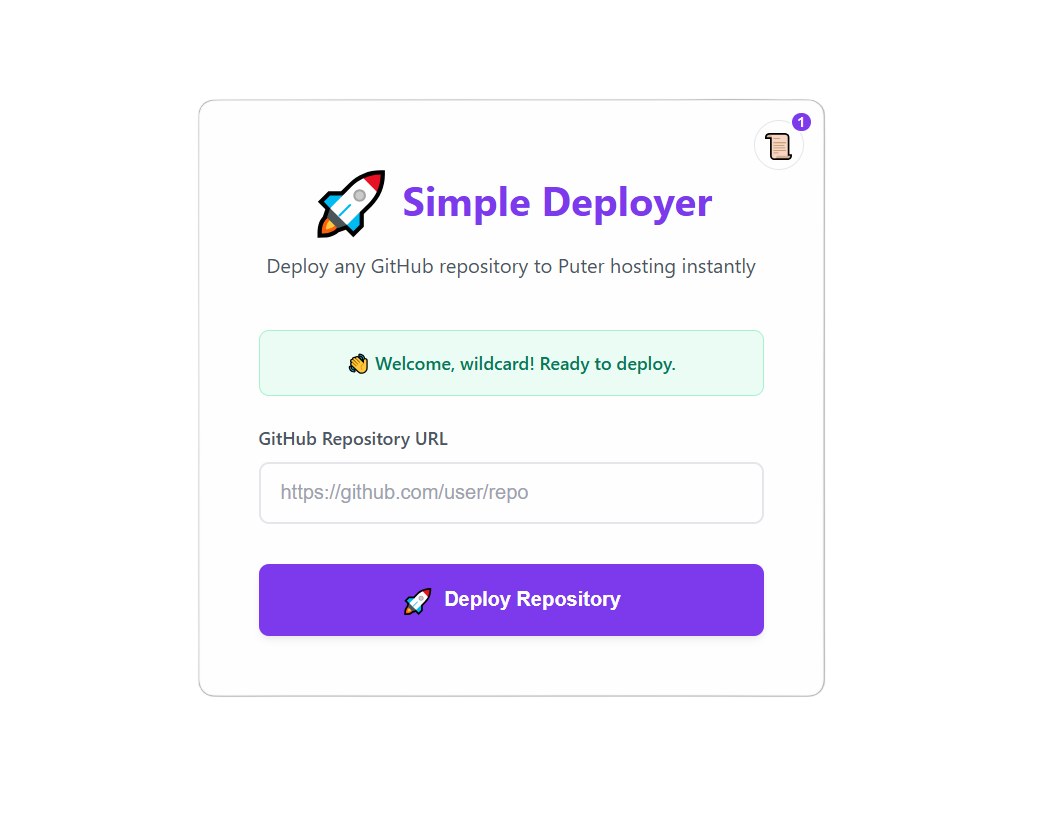 1
Simple Deployer
Deploy any GitHub repository to Puter hosting instantly
👋 Welcome, wildcard! Ready to deploy.
GitHub Repository URL
https://github.com/user/repo
Deploy Repository